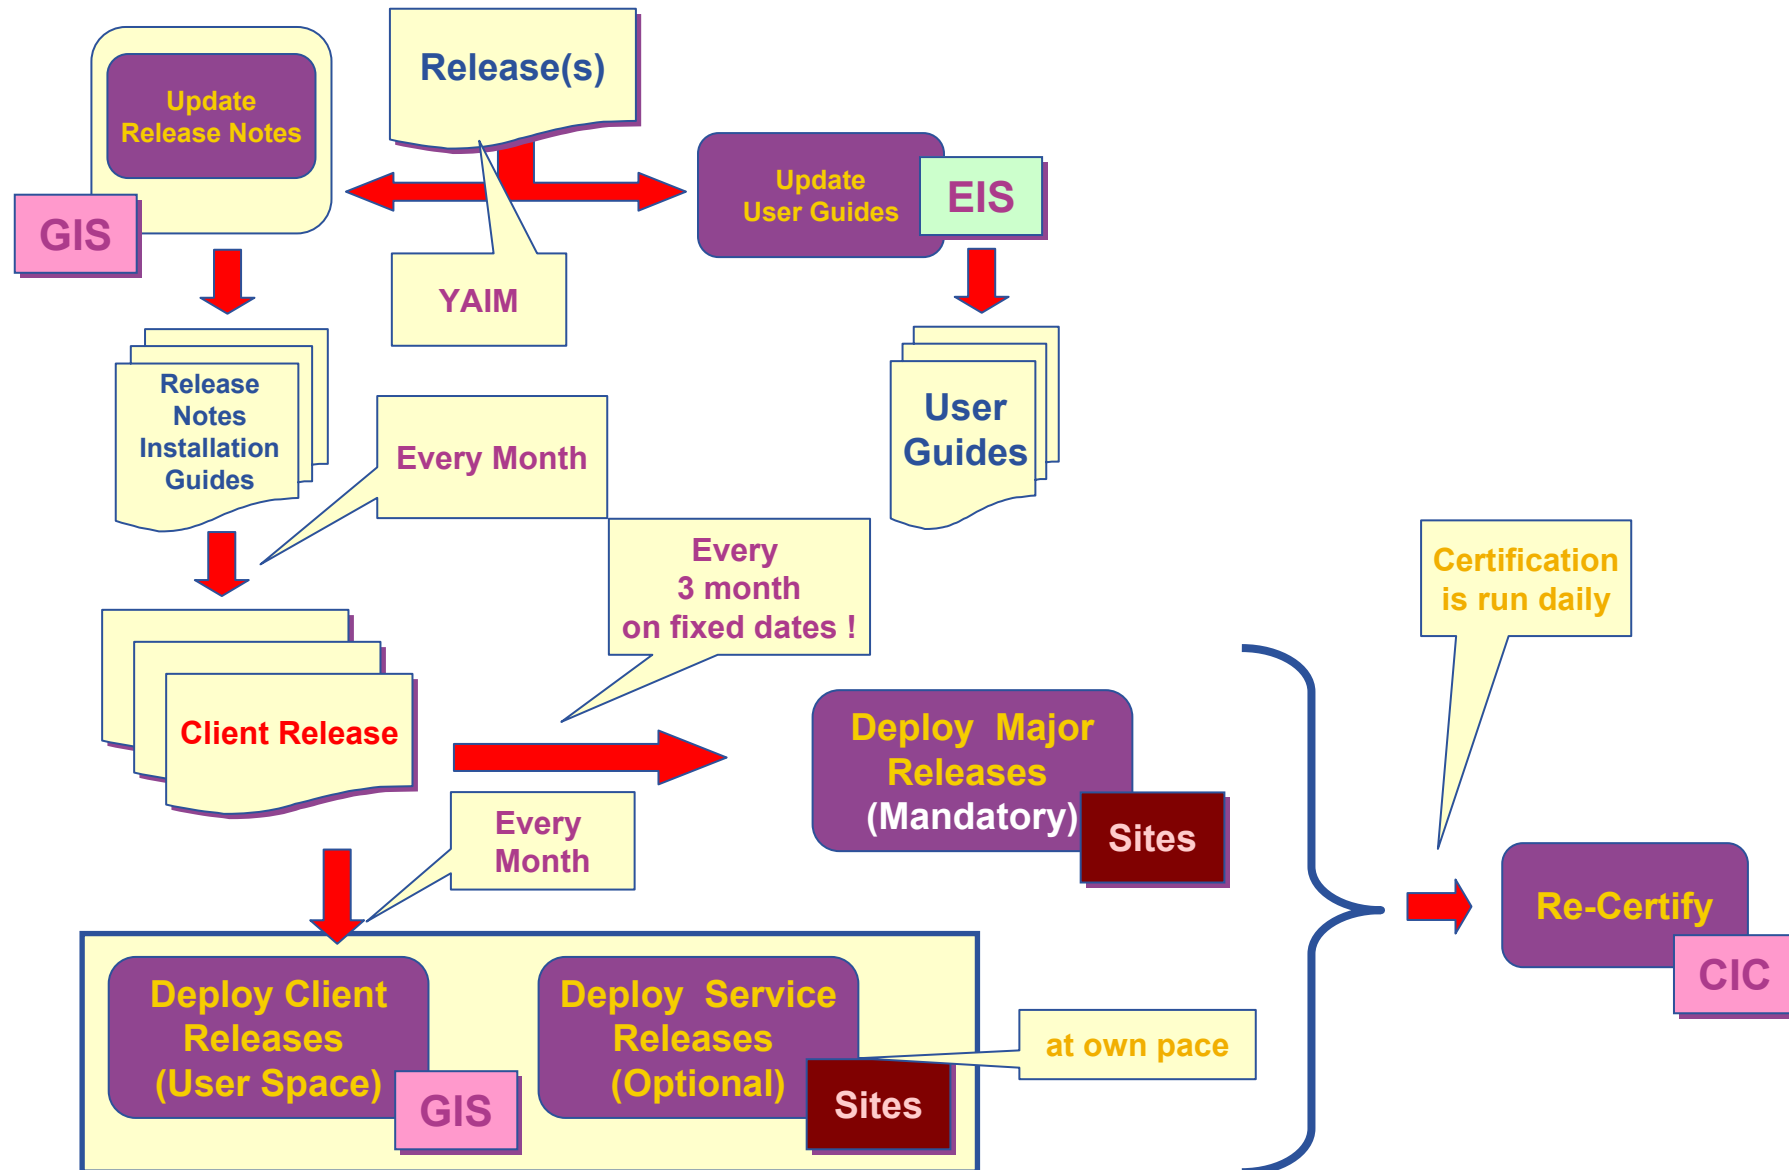 Release(s)
Update
Release Notes
GIS
Update
User Guides
EIS
YAIM
Release
Notes
Installation
Guides
User
Guides
Every Month
Every
3 month
on fixed dates !
Certification
is run daily
Client Release
Deploy Major
Releases
(Mandatory)
Sites
Every
Month
Re-Certify
CIC
Deploy Client
Releases
(User Space)
GIS
Deploy Service
Releases
(Optional)
Sites
at own pace